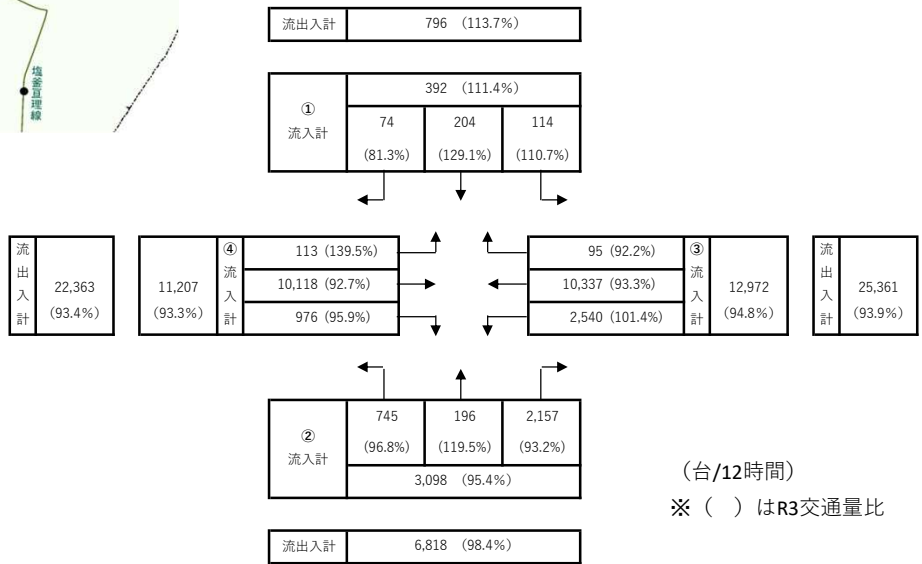 塩釜亘理線
流出入計 796 (113.7%)
① 流入計
392 (111.4%)
74 204 114
(81.3%) (129.1%) (110.7%)
流出入計
22,363
(93.4%)
11,207
(93.3%)
④流入計
113 (139.5%)
10,118 (92.7%)
976 (95.9%)
95 (92.2%)
10,337 (93.3%)
2,540 (101.4%)
③流入計
12,972
(94.8%)
流出入計
25,361
(93.9%)
② 流入計
745 196 2,157
(96.8%) (119.5%) (93.2%)
3,098 (95.4%)
(台/12時間)
※( )はR3交通量比
流出入計 6,818 (98.4%)